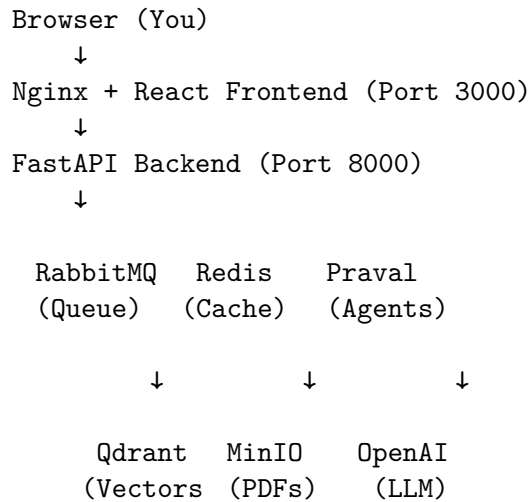 Browser (You)
↓
Nginx + React Frontend (Port 3000)
↓
FastAPI Backend (Port 8000)
↓
RabbitMQ Redis Praval
(Queue) (Cache) (Agents)
↓ ↓ ↓
Qdrant MinIO OpenAI
(Vectors (PDFs) (LLM)